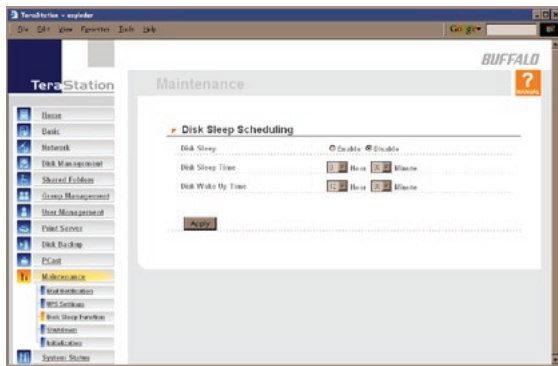 TeraStation - exploder
File Edit View Favorites Tools Help
BUFFALO
TeraStation
Maintenance
?
MANUAL
Home
Basic
Network
Disk Management
Shared Folders
Group Management
User Management
Print Server
Disk Backup
PCast
Maintenance
Mail Notification
UPS Settings
Disk Sleep Function
Shutdown
Initialization
System Status
Disk Sleep Scheduling
Disk Sleep
Enable Disable
Disk Sleep Time
Hour
Minute
Disk Wake Up Time
12 Hour
Minute
Apply